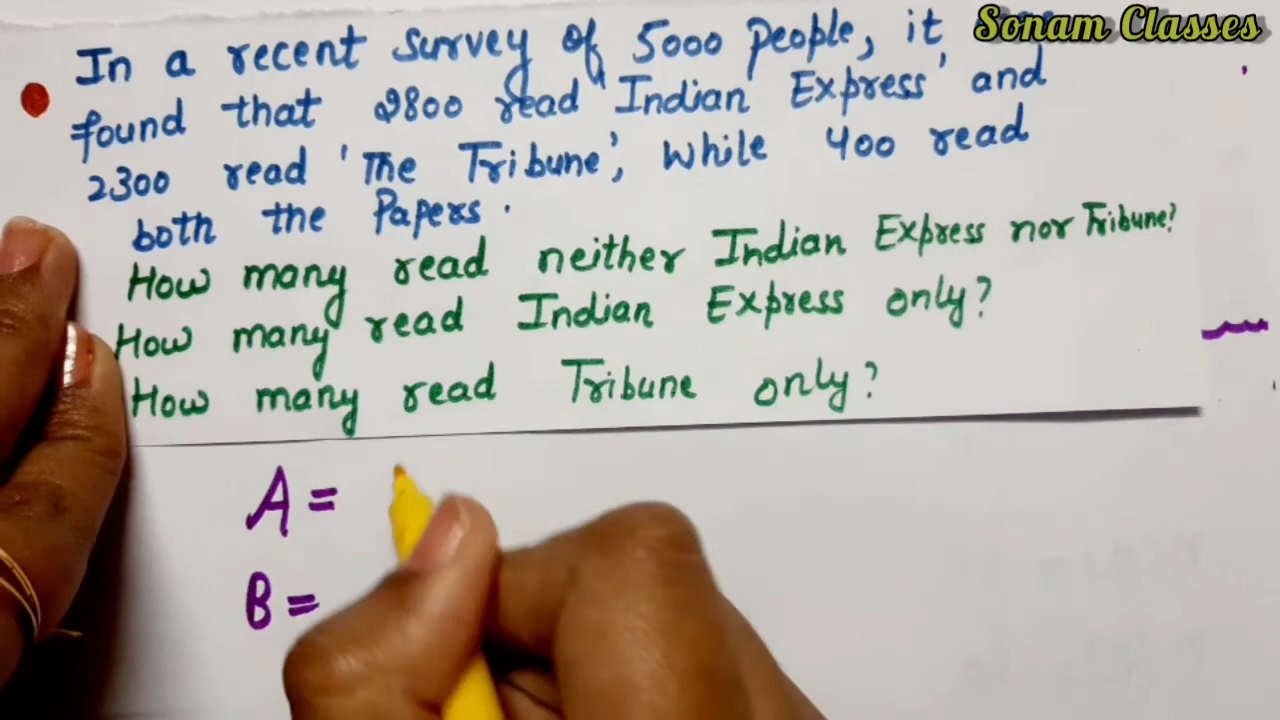 Sonam Classes
In a recent survey of 5000 people, it
found that 2800 read 'Indian Express' and
2300 read 'The Tribune', while 400 read
both the Papers.
How many read neither Indian Express nor Tribune?
How many read Indian Express only?
How many read Tribune only?
A =
B =